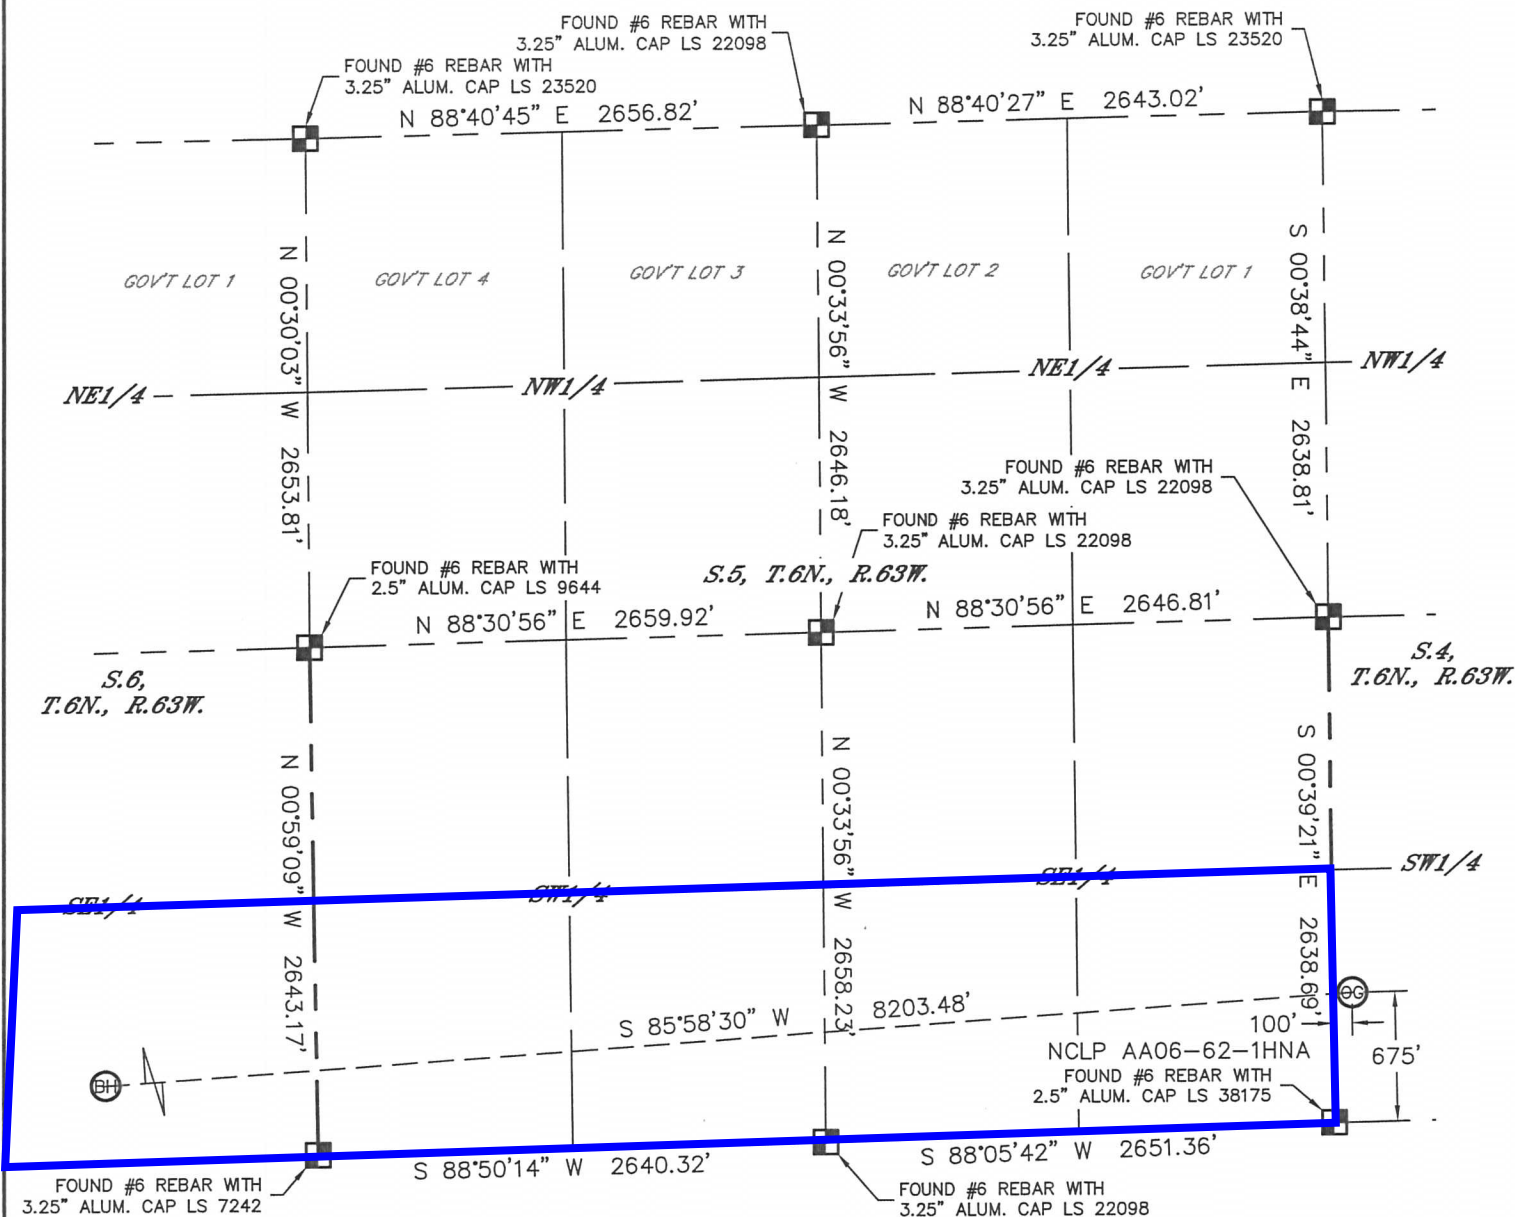 FOUND #6 REBAR WITH
3.25" ALUM. CAP LS 22098
FOUND #6 REBAR WITH
3.25" ALUM. CAP LS 23520
FOUND #6 REBAR WITH
3.25" ALUM. CAP LS 23520
N 88°40'45" E 2656.82'
N 88°40'27" E 2643.02'
N 00°30'03" W 2653.81'
N 00°33'56" W 2646.18'
S 00°38'44" E 2638.81'
GOV'T LOT 1
GOV'T LOT 4
GOV'T LOT 3
GOV'T LOT 2
GOV'T LOT 1
NE1/4
NW1/4
NE1/4
NW1/4
FOUND #6 REBAR WITH
3.25" ALUM. CAP LS 22098
FOUND #6 REBAR WITH
3.25" ALUM. CAP LS 22098
FOUND #6 REBAR WITH
2.5" ALUM. CAP LS 9644
S.5, T.6N., R.63W.
N 88°30'56" E 2659.92'
N 88°30'56" E 2646.81'
S.6,
T.6N., R.63W.
S.4,
T.6N., R.63W.
N 00°59'09" W 2643.17'
N 00°33'56" W 2658.23'
S 00°39'21" E 2638.69'
SE1/4
SW1/4
SE1/4
SW1/4
S 85°58'30" W 8203.48'
OG
100'
675'
NCLP AA06-62-1HNA
BH
FOUND #6 REBAR WITH
2.5" ALUM. CAP LS 38175
S 88°50'14" W 2640.32'
S 88°05'42" W 2651.36'
FOUND #6 REBAR WITH
3.25" ALUM. CAP LS 7242
FOUND #6 REBAR WITH
3.25" ALUM. CAP LS 22098